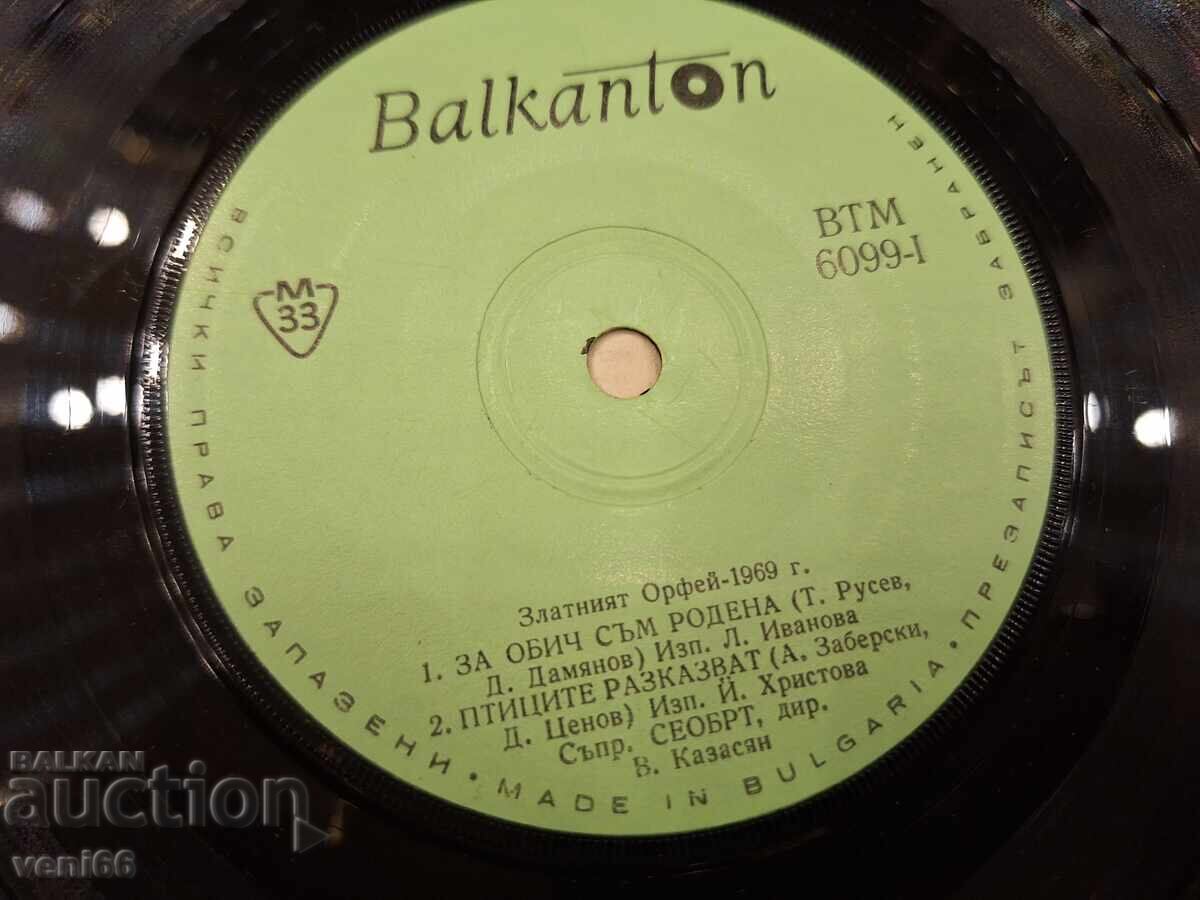 Balkanton
ВТМ
6099-I
М
33
Златният Орфей-1969 г.
1. ЗА ОБИЧ СЪМ РОДЕНА (Т. Русев,
Д. Дамянов) Изп. Л. Иванова
2. ПТИЦИТЕ РАЗКАЗВАТ (А. Заберски,
Д. Ценов) Изп. Й. Христова
Съпр. СЕОБРТ, дир.
В. Казасян
ВСИЧКИ ПРАВА ЗАПАЗЕНИ • MADE IN BULGARIA • ПРЕЗАПИСЪТ ЗАБРАНЕН
BALKAN
auction
veni66